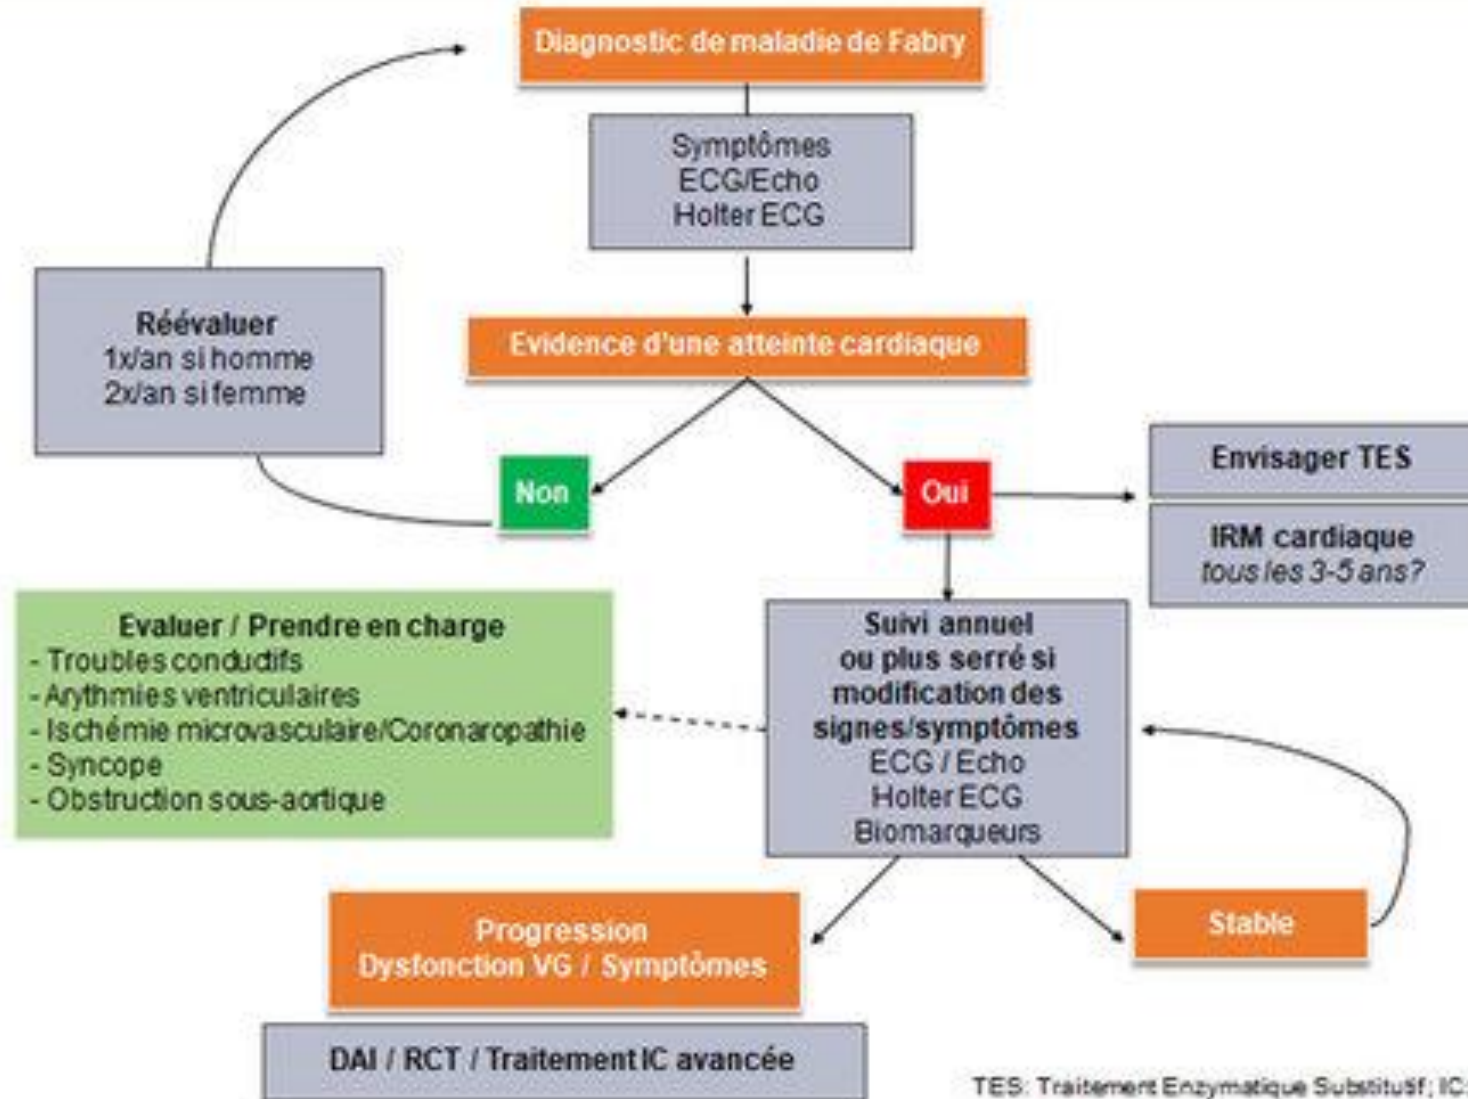 Diagnostic de maladie de Fabry
Symptômes
ECG/Echo
Holter ECG
Réévaluer
1x/an si homme
2x/an si femme
Evidence d'une atteinte cardiaque
Non
Oui
Envisager TES
IRM cardiaque
tous les 3-5 ans?
Evaluer / Prendre en charge
- Troubles conductifs
- Arythmies ventriculaires
- Ischémie microvasculaire/Coronaropathie
- Syncope
- Obstruction sous-aortique
Suivi annuel
ou plus serré si
modification des
signes/symptômes
ECG / Echo
Holter ECG
Biomarqueurs
Progression
Dysfonction VG / Symptômes
Stable
DAI / RCT / Traitement IC avancée
TES: Traitement Enzymatique Substitutif; IC: